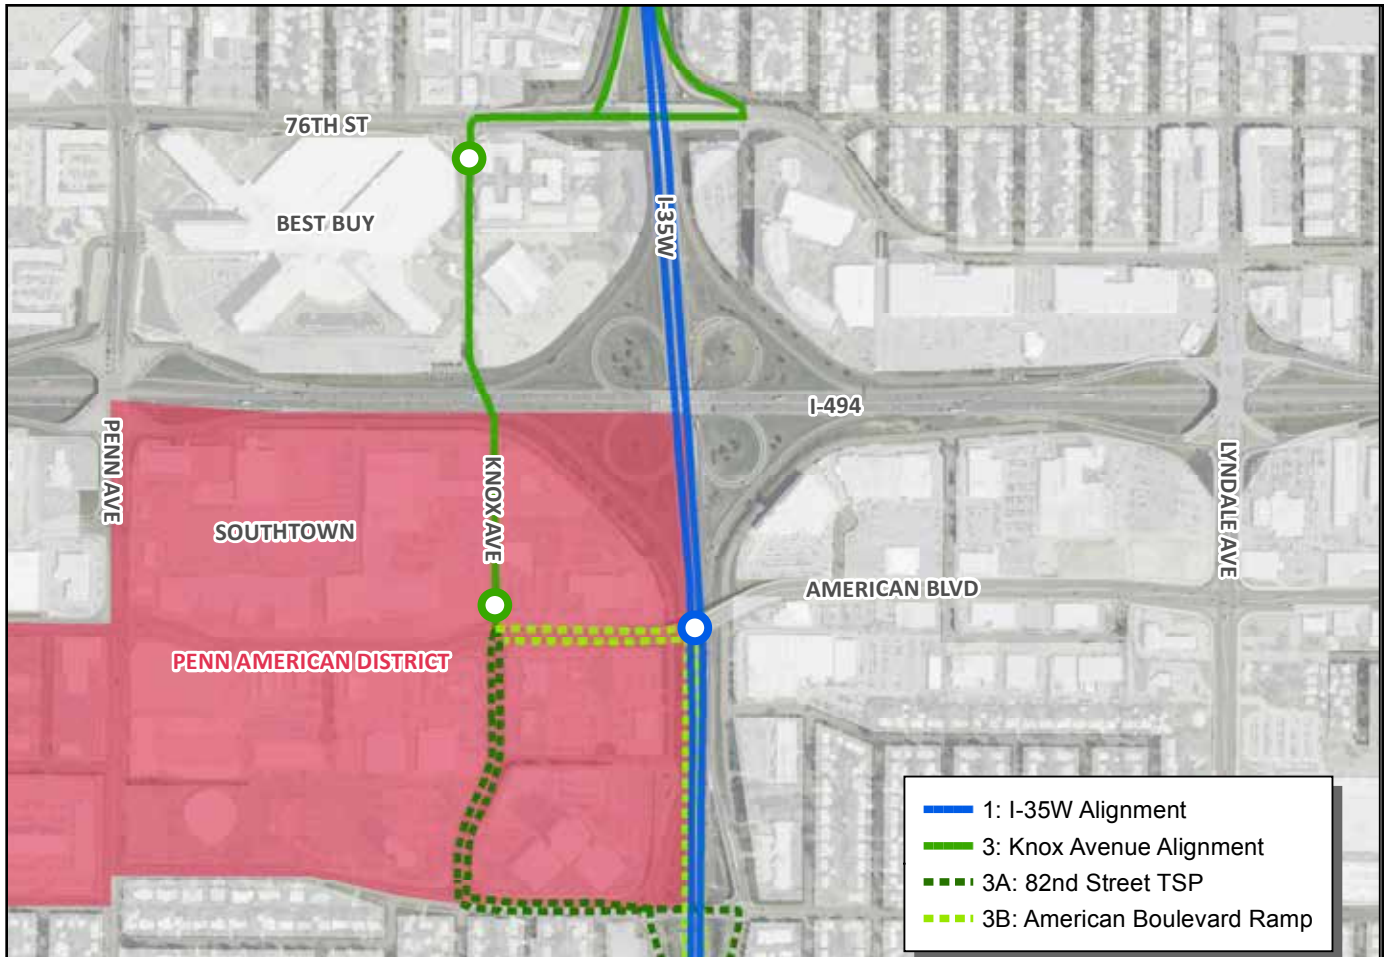 76TH ST
BEST BUY
I-35W
I-494
PENN AVE
KNOX AVE
LYNDALE AVE
SOUTHTOWN
AMERICAN BLVD
PENN AMERICAN DISTRICT
1: I-35W Alignment
3: Knox Avenue Alignment
3A: 82nd Street TSP
3B: American Boulevard Ramp